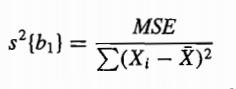 s²{b₁} = MSE / ∑(Xᵢ − X̄)²